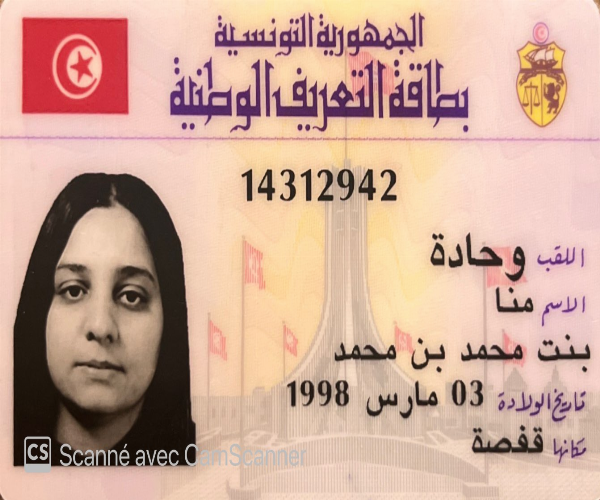 الجمهورية التونسية
بطاقة التعريف الوطنية
14312942
اللقب وحادة
الاسم منا
بنت محمد بن محمد
تاريخ الولادة 03 مارس 1998
مكانها قفصة
CS Scanné avec CamScanner